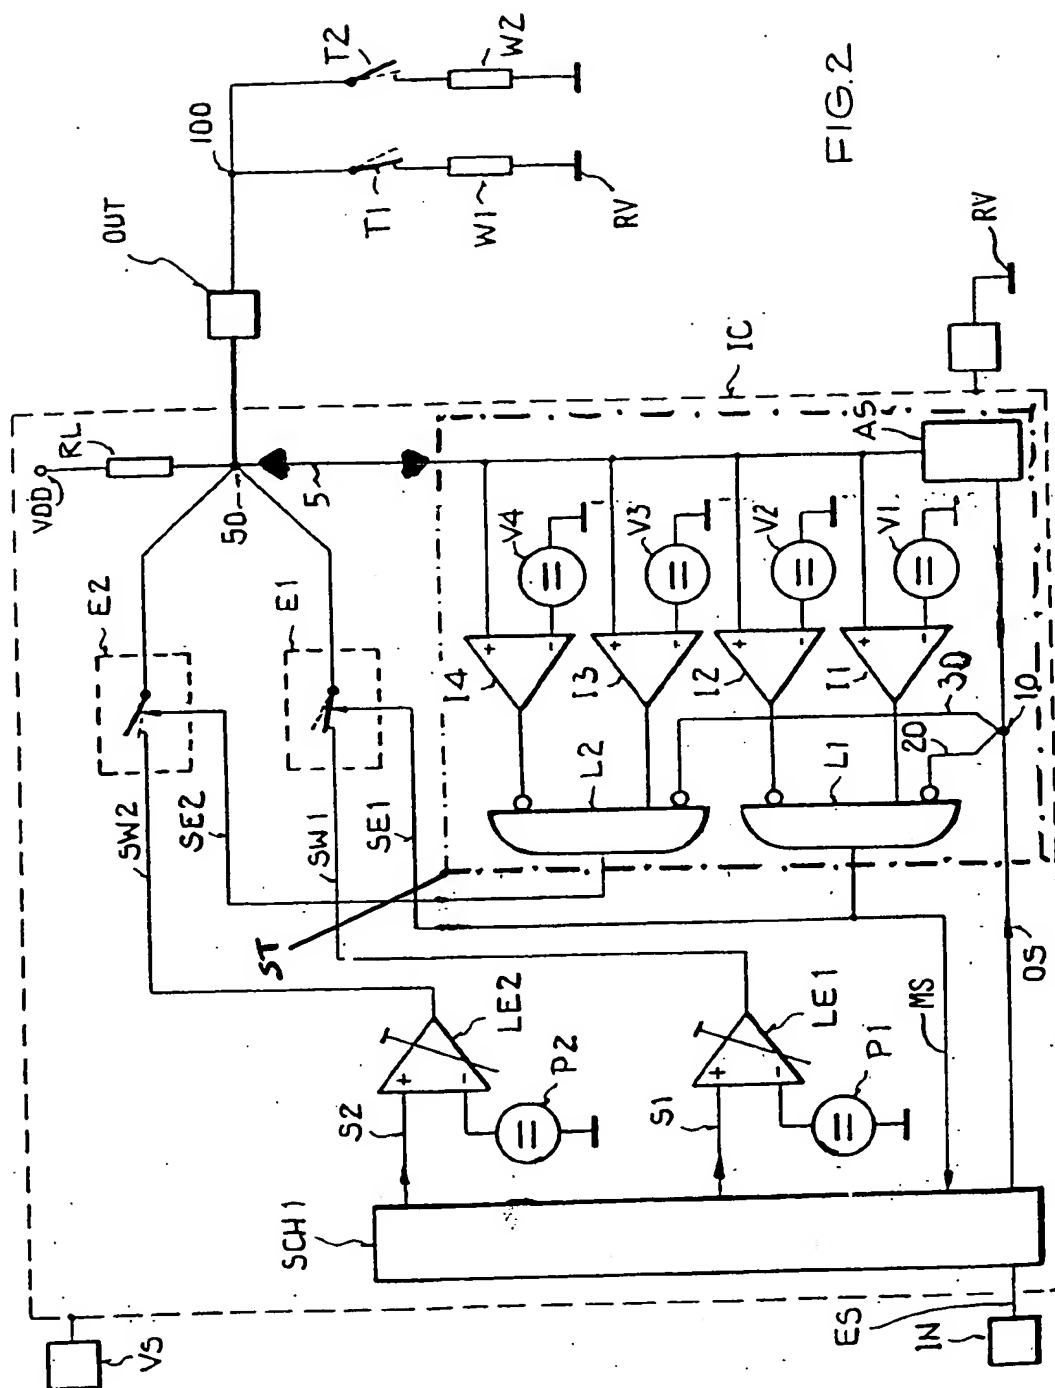 VS
VDD
RL
OUT
100
T1
T2
W1
W2
RV
50
5
E2
E1
SW2
SE2
SW1
SE1
ST
IC
RV
SCH1
S2
+
-
LE2
P2
=
S1
+
-
LE1
P1
=
MS
OS
L2
L1
I4
+
-
V4
=
I3
+
-
V3
=
I2
+
-
V2
=
I1
+
-
V1
=
AS
30
20
10
ES
IN
FIG.2